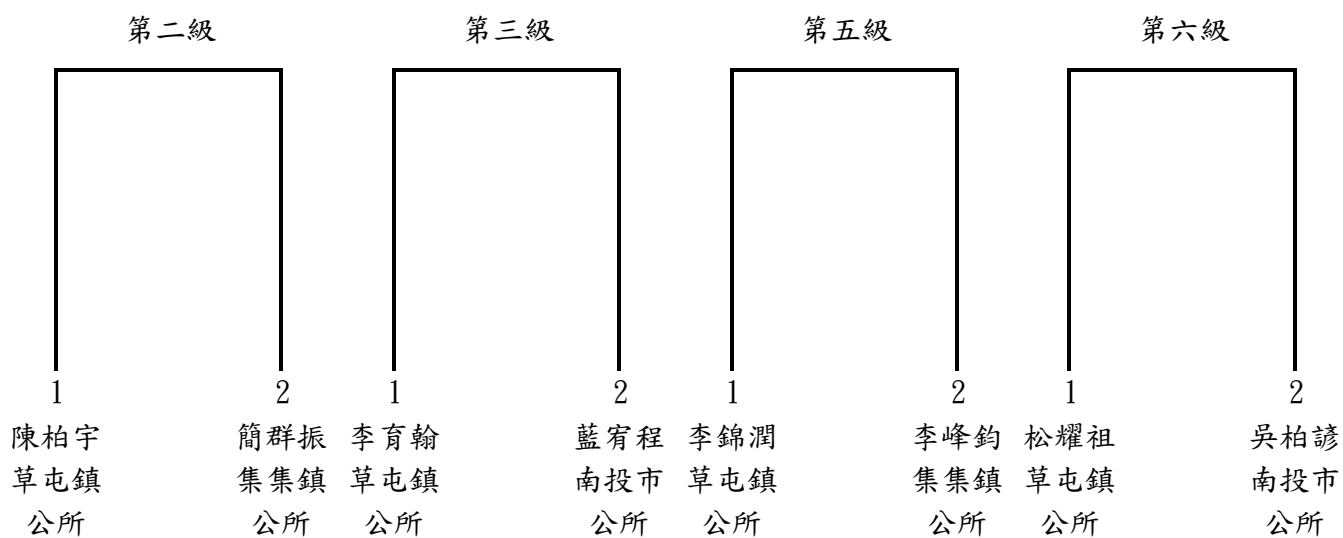 第二級 第三級 第五級 第六級
1 2 1 2 1 2 1 2
陳柏宇 簡群振 李育翰 藍宥程 李錦潤 李峰鈞 松耀祖 吳柏諺
草屯鎮 集集鎮 草屯鎮 南投市 草屯鎮 集集鎮 草屯鎮 南投市
公所 公所 公所 公所 公所 公所 公所 公所